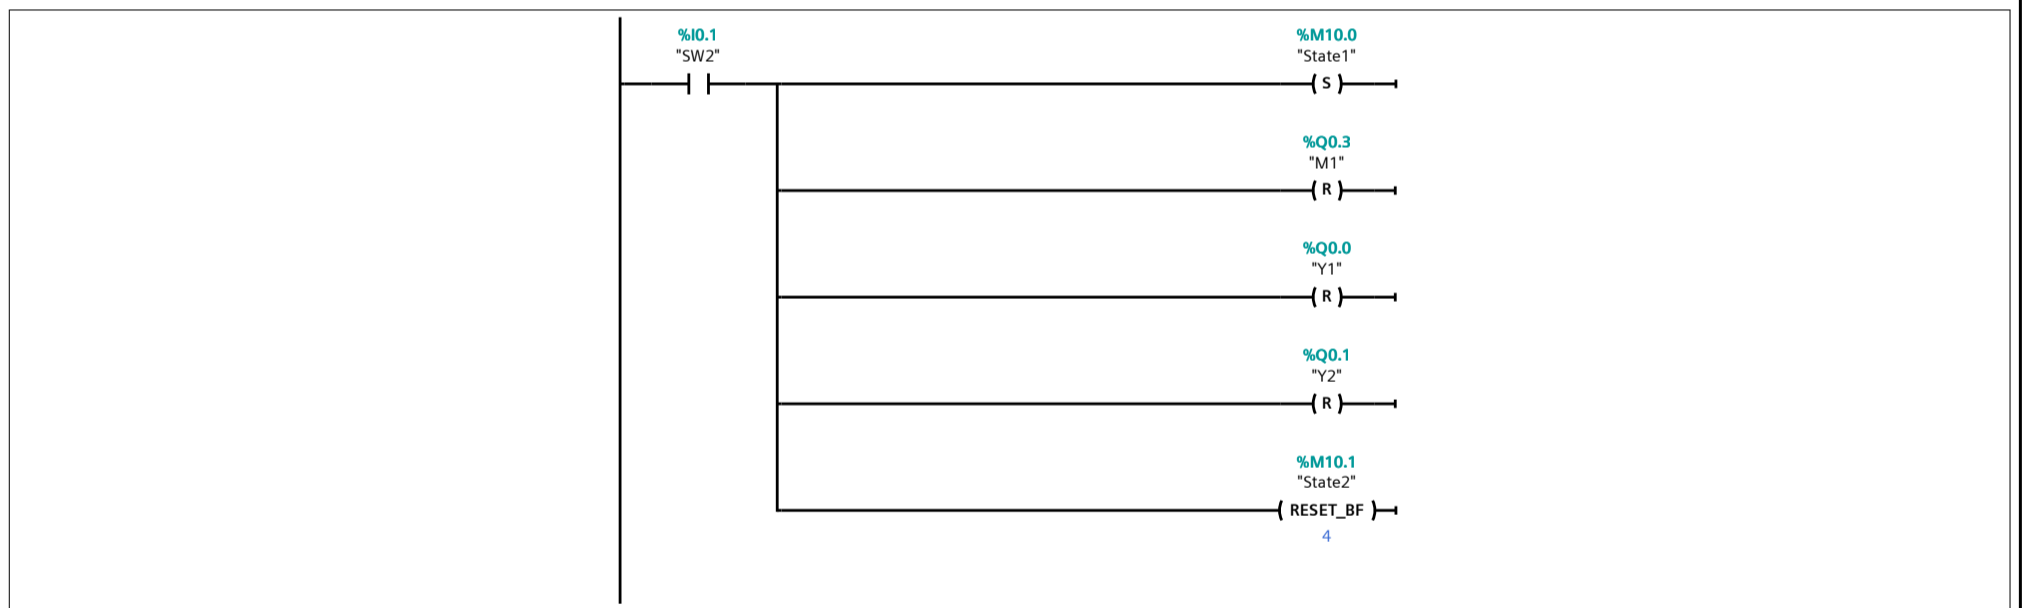 %I0.1
"SW2"
%M10.0
"State1"
S
%Q0.3
"M1"
R
%Q0.0
"Y1"
R
%Q0.1
"Y2"
R
%M10.1
"State2"
RESET_BF
4